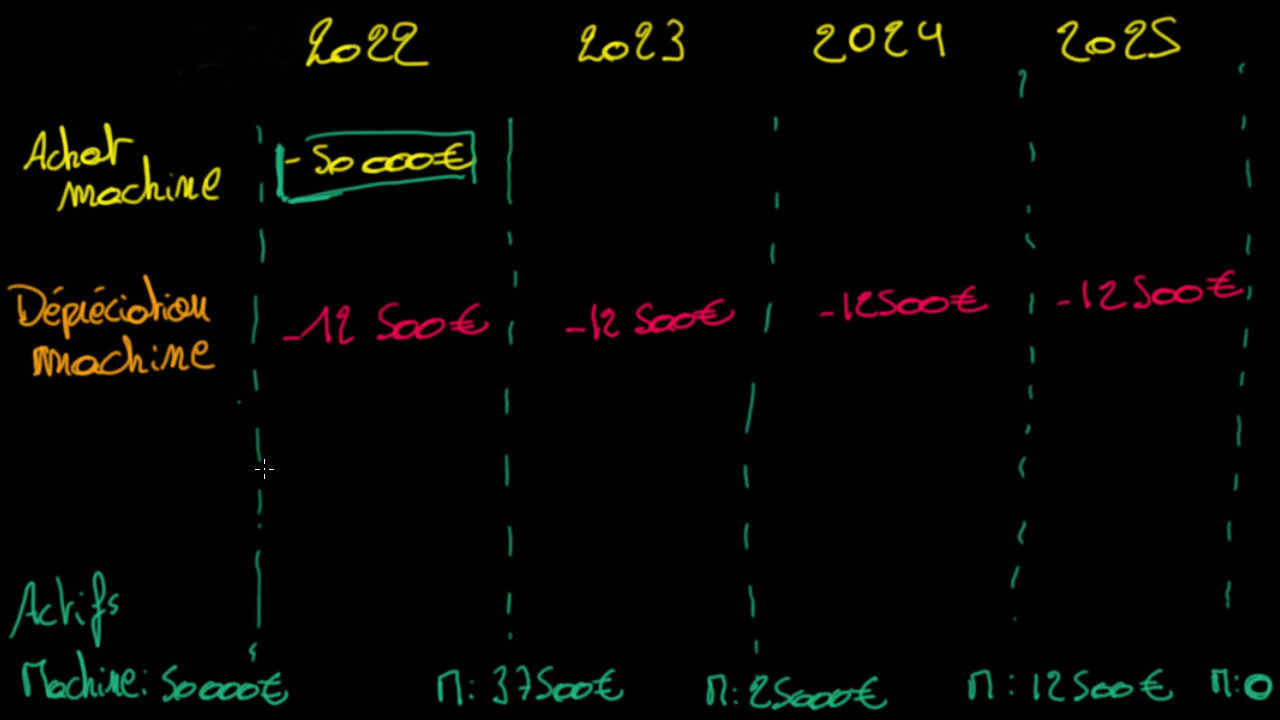 2022 2023 2024 2025
Achat
machine
- 50 000€
Dépréciation
machine
-12 500€ -12 500€ -12500€ -12 500€
Actifs
Machine: 50000€ M: 37500€ M: 25000€ M: 12500€ M:0